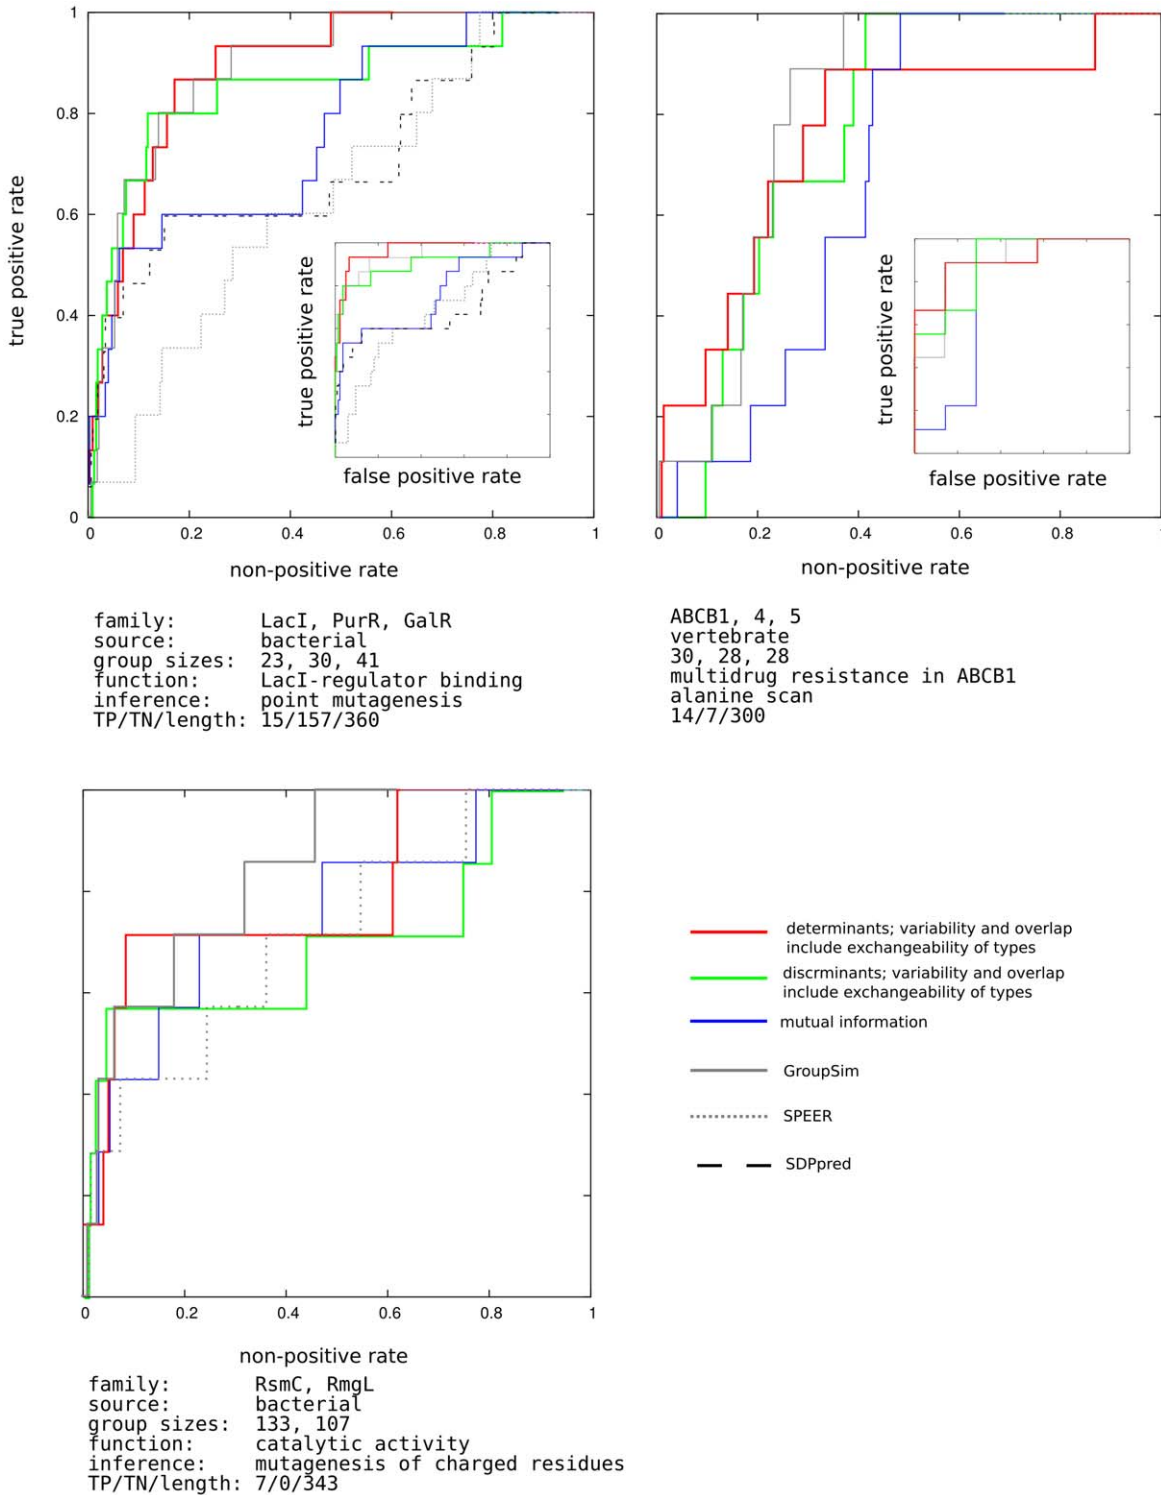 1
0.8
0.6
0.4
0.2
0
true positive rate
0 0.2 0.4 0.6 0.8 1
non-positive rate
true positive rate
false positive rate
0 0.2 0.4 0.6 0.8 1
non-positive rate
true positive rate
false positive rate
family: LacI, PurR, GalR
source: bacterial
group sizes: 23, 30, 41
function: LacI-regulator binding
inference: point mutagenesis
TP/TN/length: 15/157/360
ABCB1, 4, 5
vertebrate
30, 28, 28
multidrug resistance in ABCB1
alanine scan
14/7/300
0 0.2 0.4 0.6 0.8 1
non-positive rate
family: RsmC, RmgL
source: bacterial
group sizes: 133, 107
function: catalytic activity
inference: mutagenesis of charged residues
TP/TN/length: 7/0/343
determinants; variability and overlap
include exchangeability of types
discrminants; variability and overlap
include exchangeability of types
mutual information
GroupSim
SPEER
SDPpred